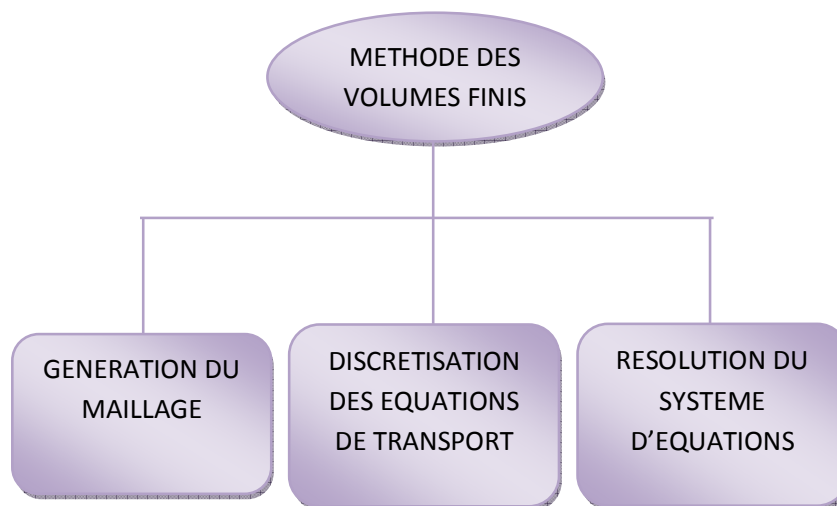 METHODE DES
VOLUMES FINIS
GENERATION DU
MAILLAGE
DISCRETISATION
DES EQUATIONS
DE TRANSPORT
RESOLUTION DU
SYSTEME
D’EQUATIONS